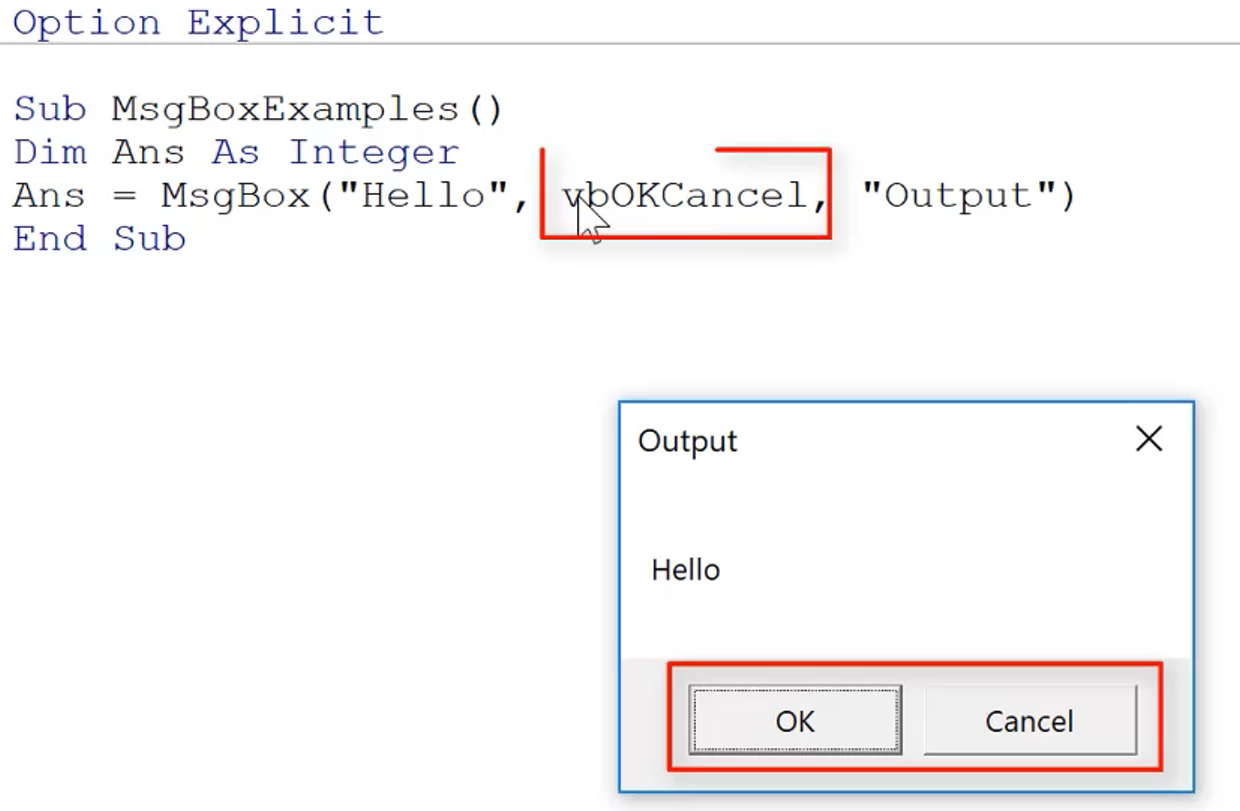 Option Explicit
Sub MsgBoxExamples()
Dim Ans As Integer
Ans = MsgBox("Hello", vbOKCancel, "Output")
End Sub
Output
Hello
OK Cancel